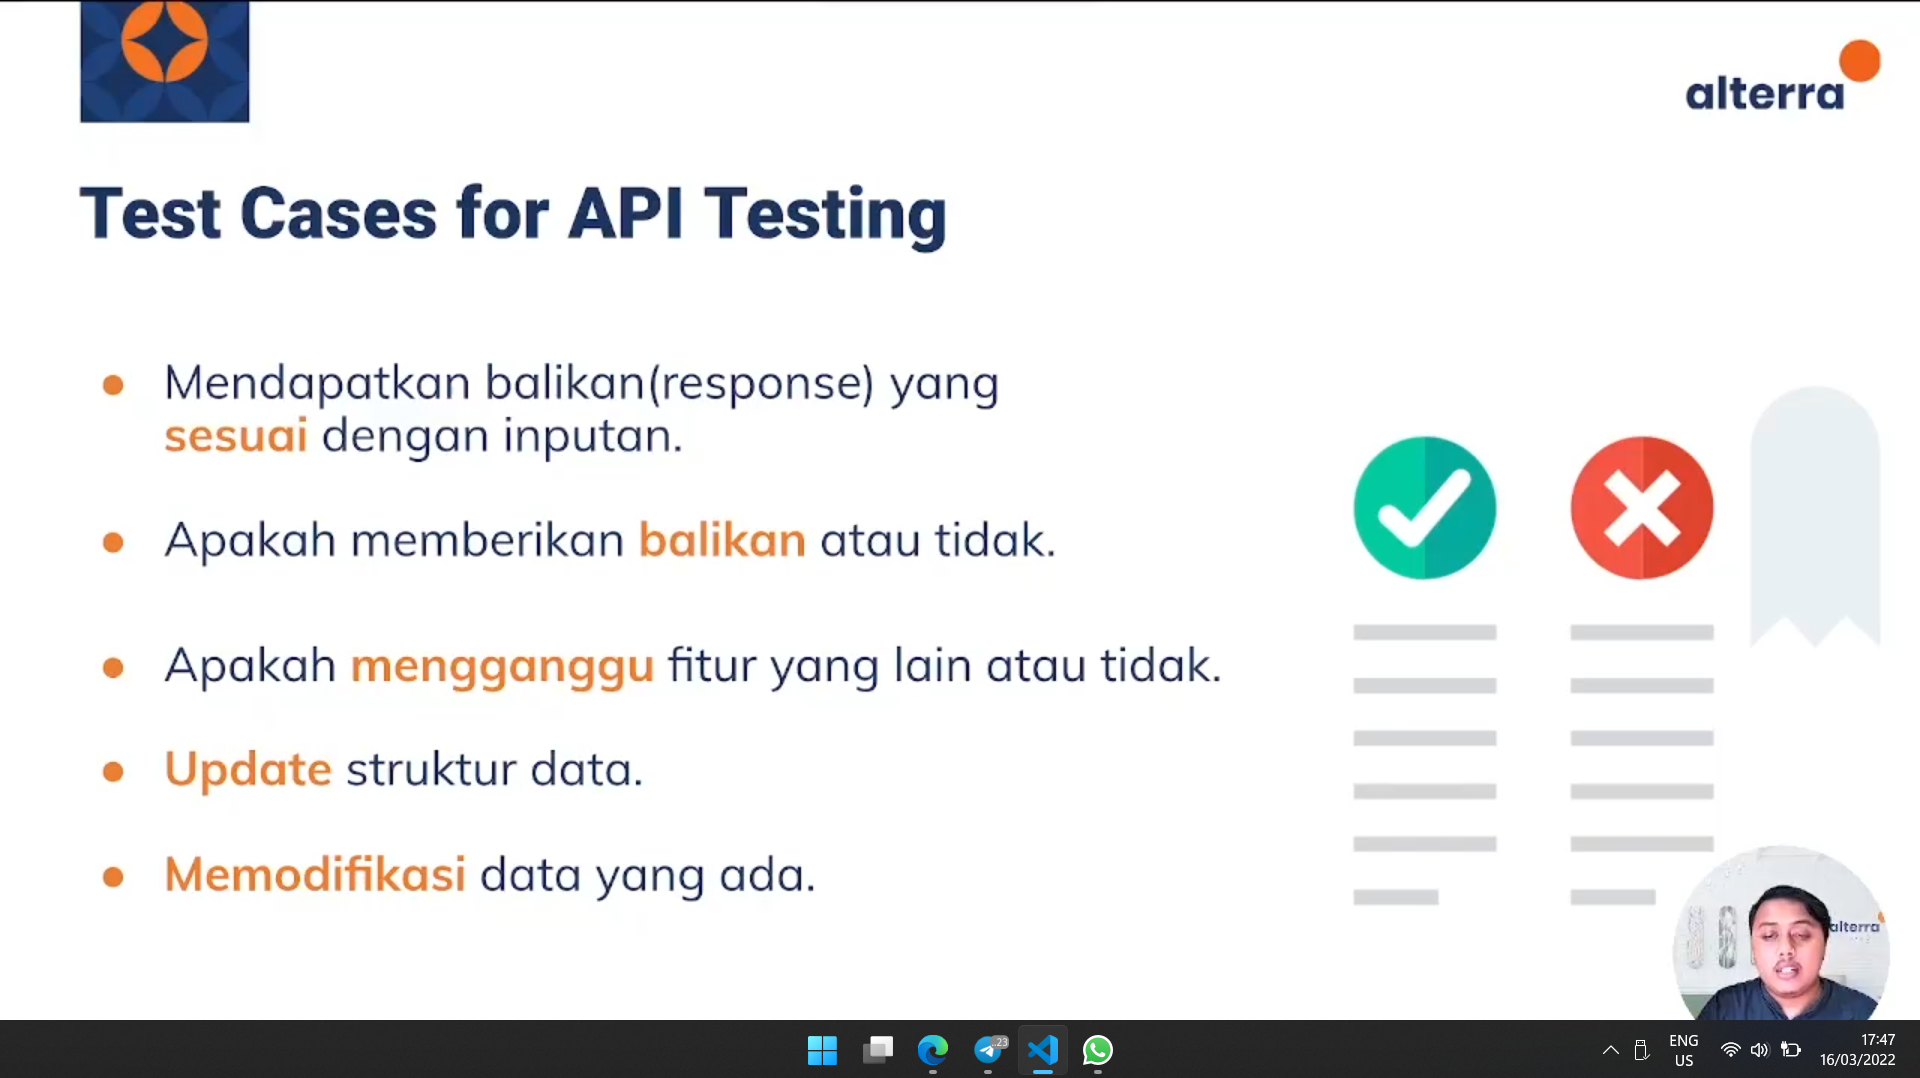 alterra
Test Cases for API Testing
Mendapatkan balikan(response) yang
sesuai dengan inputan.
Apakah memberikan balikan atau tidak.
Apakah mengganggu fitur yang lain atau tidak.
Update struktur data.
Memodifikasi data yang ada.
alterra
..23
ENG
US
17:47
16/03/2022